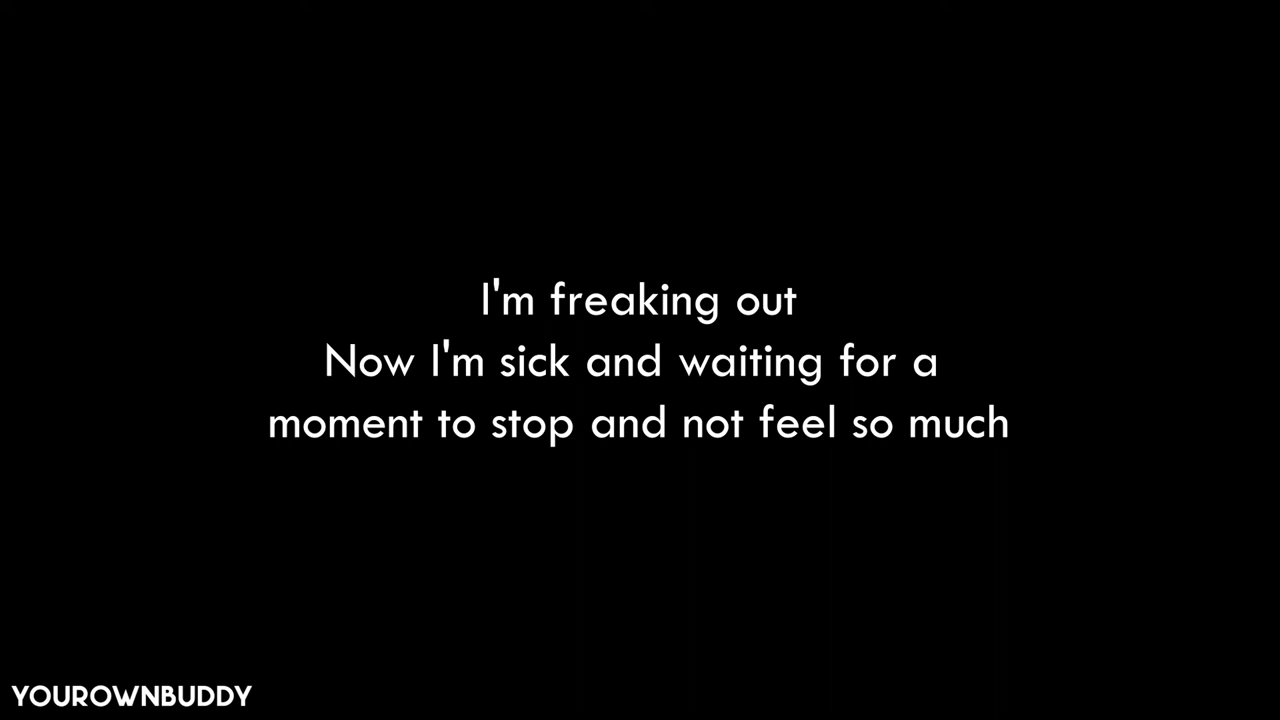 I'm freaking out
Now I'm sick and waiting for a
moment to stop and not feel so much
YOUROWNBUDDY